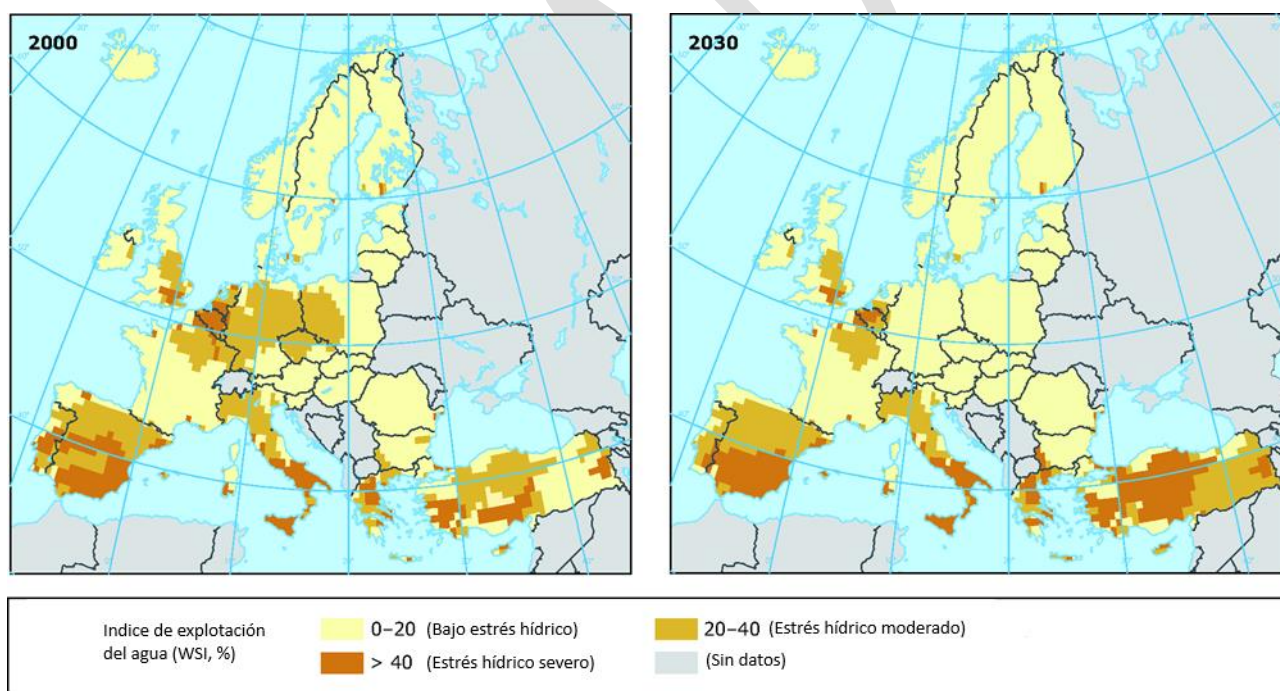 2000
2030
Indice de explotación
del agua (WSI, %)
0–20 (Bajo estrés hídrico)
20–40 (Estrés hídrico moderado)
> 40 (Estrés hídrico severo)
(Sin datos)